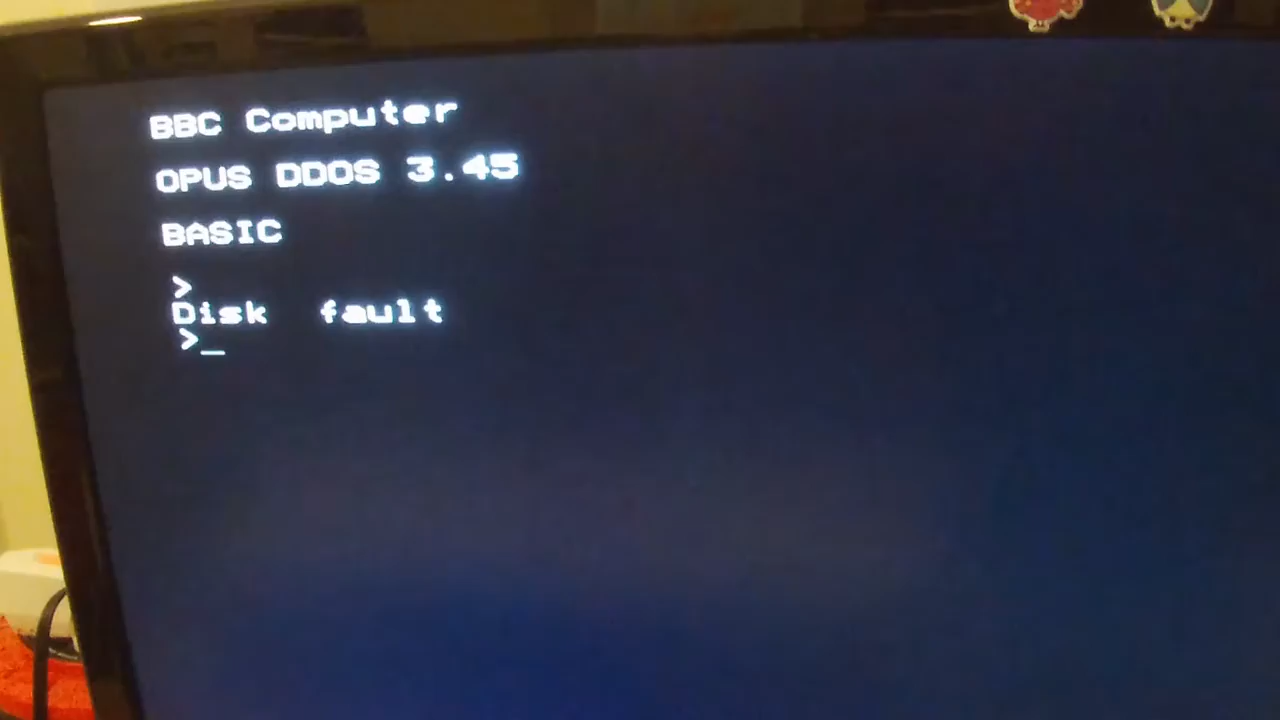 BBC Computer
OPUS DDOS 3.45
BASIC
>
Disk  fault
>_